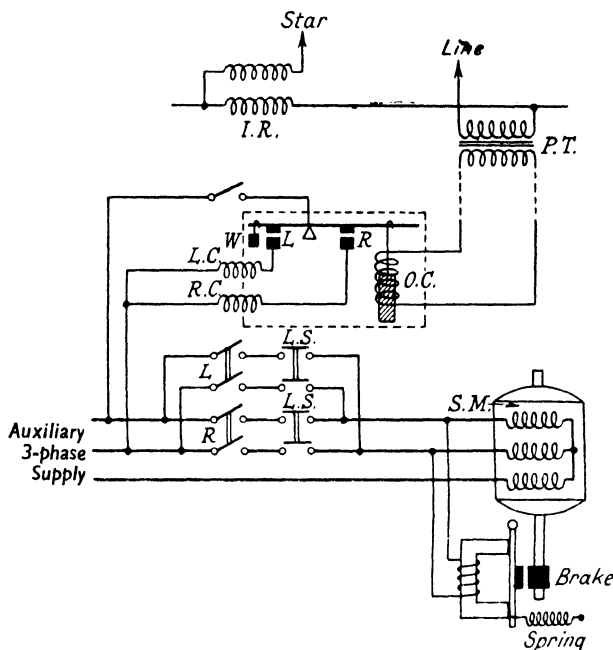 Star
Line
I.R.
P.T.
W
L
R
O.C.
L.C.
R.C.
L.S.
L
L.S.
R
S.M.
Auxiliary
3-phase
Supply
Brake
Spring